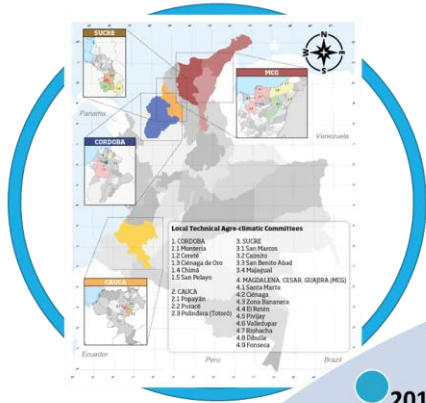 SUCRE
N
W
E
S
MCG
Panama
Venezuela
CORDOBA
Local Technical Agro-climatic Committees
1. CORDOBA
1.1 Montería
1.2 Cereté
1.3 Ciénaga de Oro
1.4 Chimá
1.5 San Pelayo
2. CAUCA
2.1 Popayán
2.2 Puracé
2.3 Polindara (Totoró)
3. SUCRE
3.1 San Marcos
3.2 Caimito
3.3 San Benito Abad
3.4 Majagual
4. MAGDALENA, CESAR, GUAJIRA (MCG)
4.1 Santa Marta
4.2 Ciénaga
4.3 Zona Bananera
4.4 El Retén
4.5 Pivijay
4.6 Valledupar
4.7 Riohacha
4.8 Dibulla
4.9 Fonseca
CAUCA
Ecuador
Peru
Brazil
201